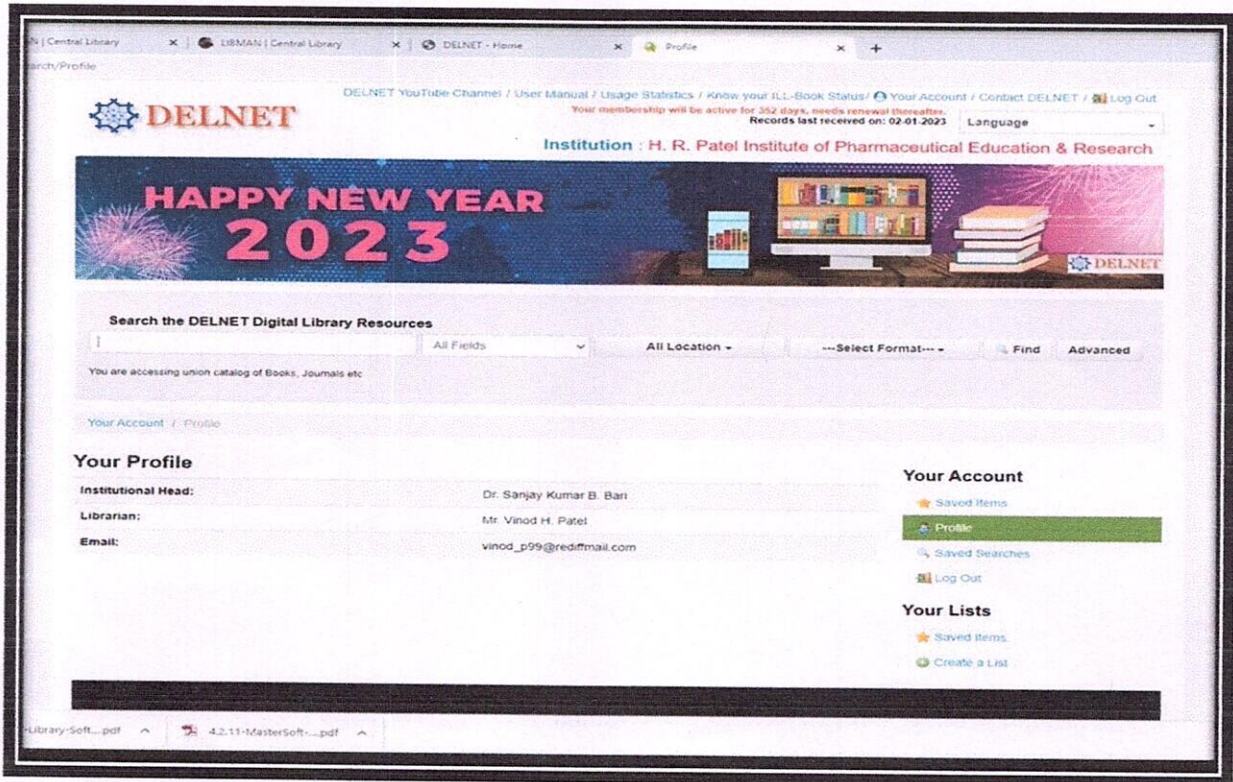 Central Library × LIBMAN | Central Library × DELNET - Home × Profile × +
arch/Profile
DELNET YouTube Channel / User Manual / Usage Statistics / Know your ILL-Book Status/ Your Account / Contact DELNET / Log Out
DELNET
Your membership will be active for 352 days, needs renewal thereafter.
Records last received on: 02-01-2023 Language
Institution : H. R. Patel Institute of Pharmaceutical Education & Research
HAPPY NEW YEAR
2023
DELNET
Search the DELNET Digital Library Resources
All Fields All Location ---Select Format--- Find Advanced
You are accessing union catalog of Books, Journals etc
Your Account / Profile
Your Profile
Institutional Head: Dr. Sanjay Kumar B. Bari
Librarian: Mr. Vinod H. Patel
Email: vinod_p99@rediffmail.com
Your Account
Saved Items
Profile
Saved Searches
Log Out
Your Lists
Saved Items
Create a List
-Library-Soft....pdf 4.2.11-MasterSoft-....pdf